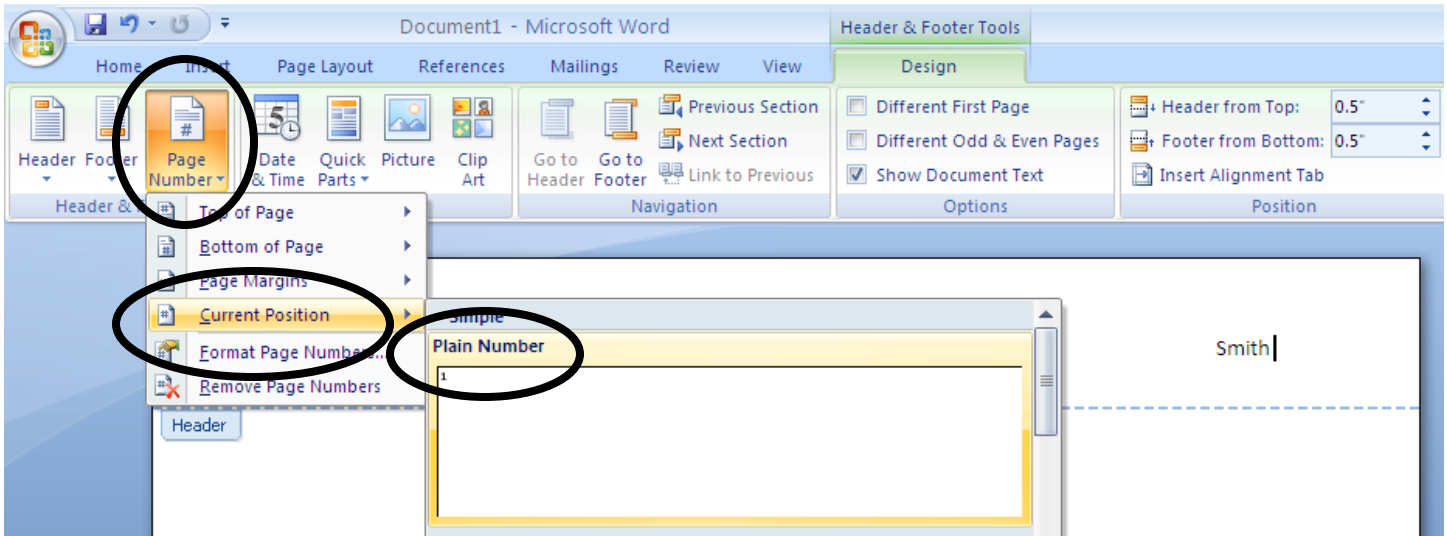 Document1 - Microsoft Word
Header & Footer Tools
Home Insert Page Layout References Mailings Review View Design
Header
Footer
Page Number
Date & Time
Quick Parts
Picture
Clip Art
Go to Header
Go to Footer
Previous Section
Next Section
Link to Previous
Different First Page
Different Odd & Even Pages
Show Document Text
Header from Top: 0.5"
Footer from Bottom: 0.5"
Insert Alignment Tab
Header &
Navigation
Options
Position
Top of Page
Bottom of Page
Page Margins
Current Position
Format Page Numbers...
Remove Page Numbers
Simple
Plain Number
1
Smith
Header